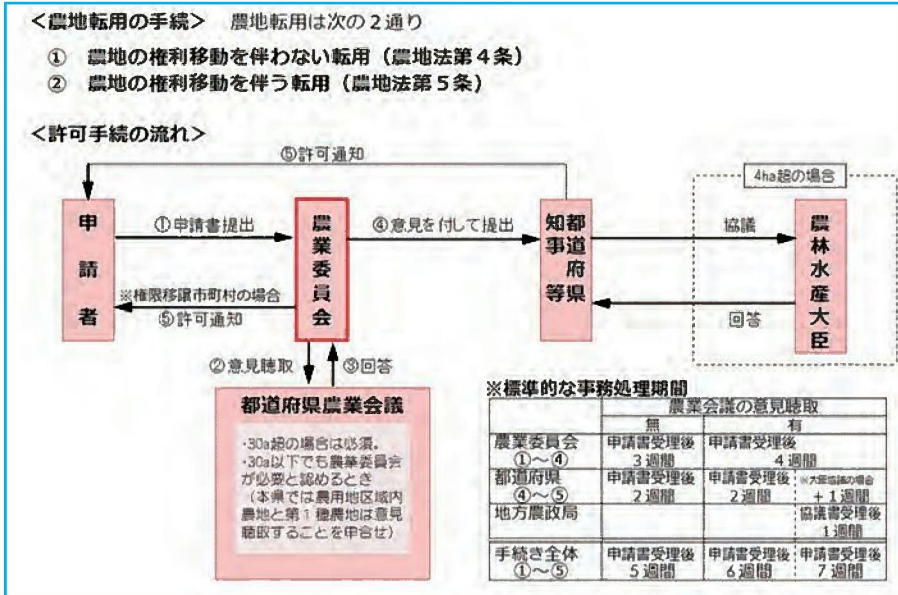 <農地転用の手続> 農地転用は次の2通り
① 農地の権利移動を伴わない転用（農地法第4条）
② 農地の権利移動を伴う転用（農地法第5条）
<許可手続の流れ>
⑤許可通知
4ha超の場合
申請者
①申請書提出
農業委員会
④意見を付して提出
都道府県
知事等
協議
農林水産大臣
※権限移譲市町村の場合
⑤許可通知
回答
②意見聴取
③回答
都道府県農業会議
・30a超の場合は必須。
・30a以下でも農業委員会
が必要と認めるとき
（本県では農用地区域内
農地と第1種農地は意見
聴取することを申合せ）
※標準的な事務処理期間
農業会議の意見聴取
無 有
農業委員会 申請書受理後 申請書受理後
①～④ 3週間 4週間
都道府県 申請書受理後 申請書受理後 ※大臣協議の場合
④～⑤ 2週間 2週間 +1週間
地方農政局 協議書受理後
1週間
手続き全体 申請書受理後 申請書受理後 申請書受理後
①～⑤ 5週間 6週間 7週間